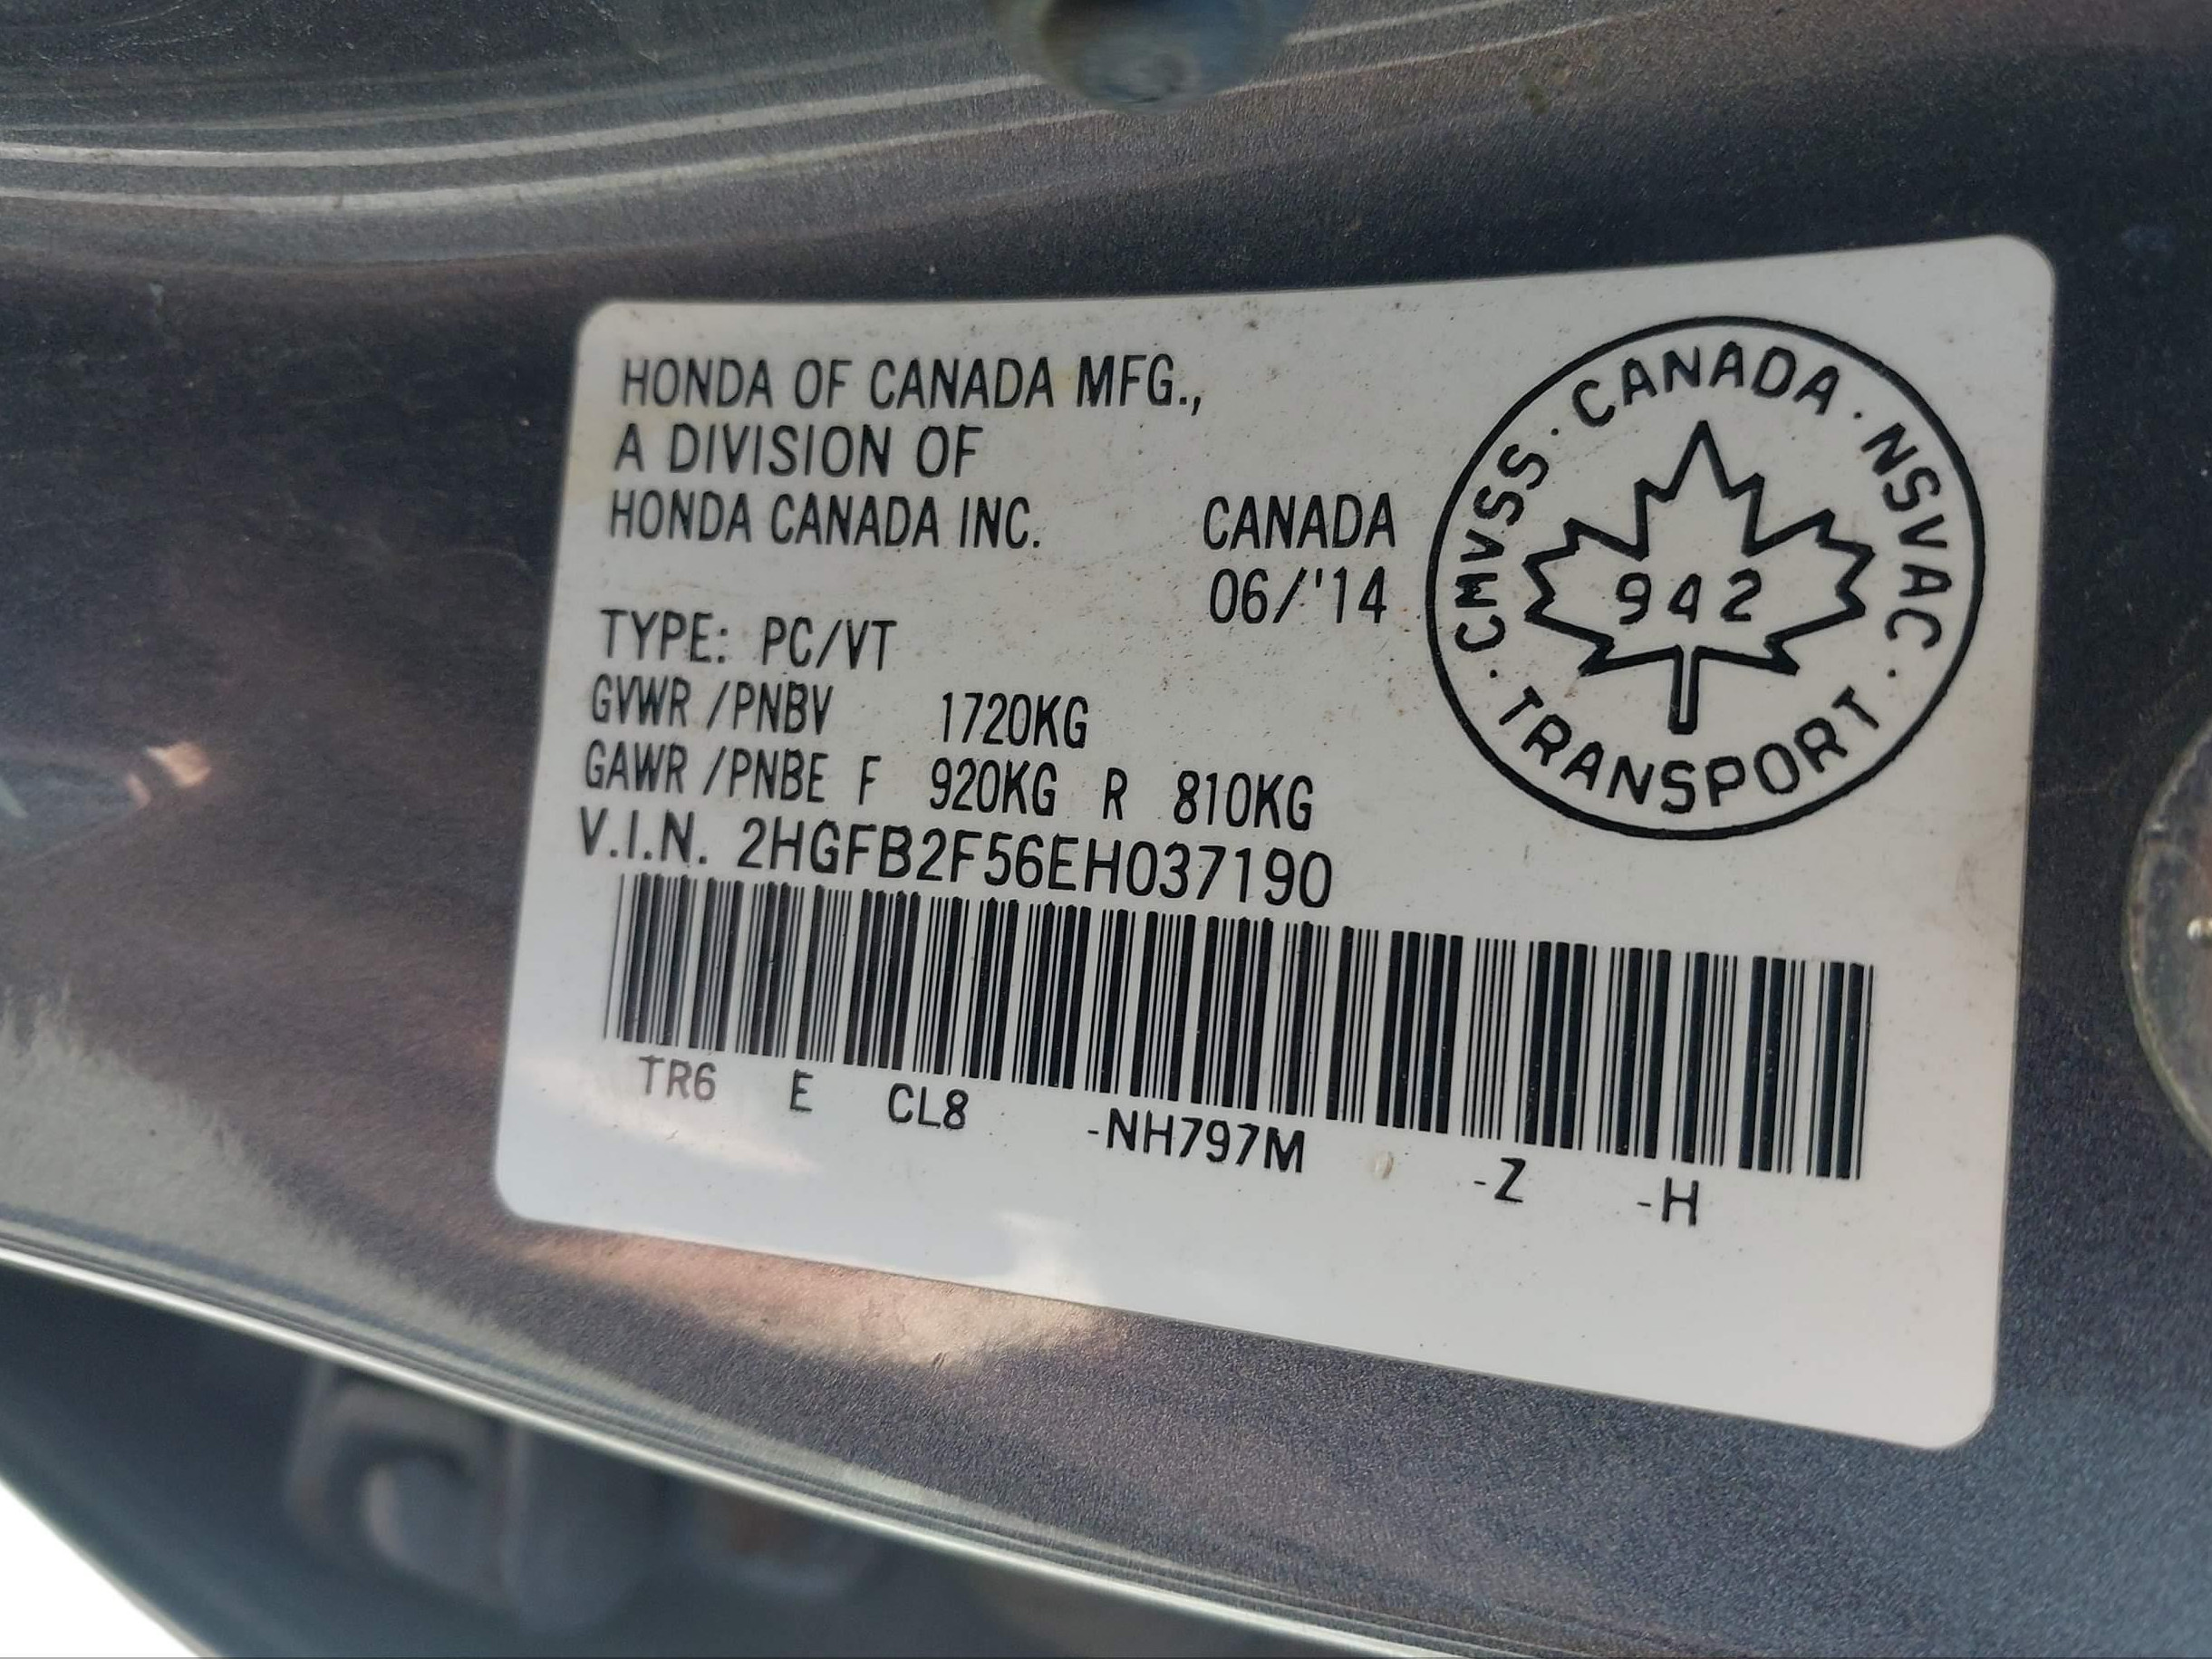 HONDA OF CANADA MFG.,
A DIVISION OF
HONDA CANADA INC.
CANADA
06/'14
TYPE: PC/VT
GVWR /PNBV 1720KG
GAWR /PNBE F 920KG R 810KG
V.I.N. 2HGFB2F56EH037190
TR6 E CL8 -NH797M -Z -H
CMVSS · CANADA · NSVAC · TRANSPORT ·
942